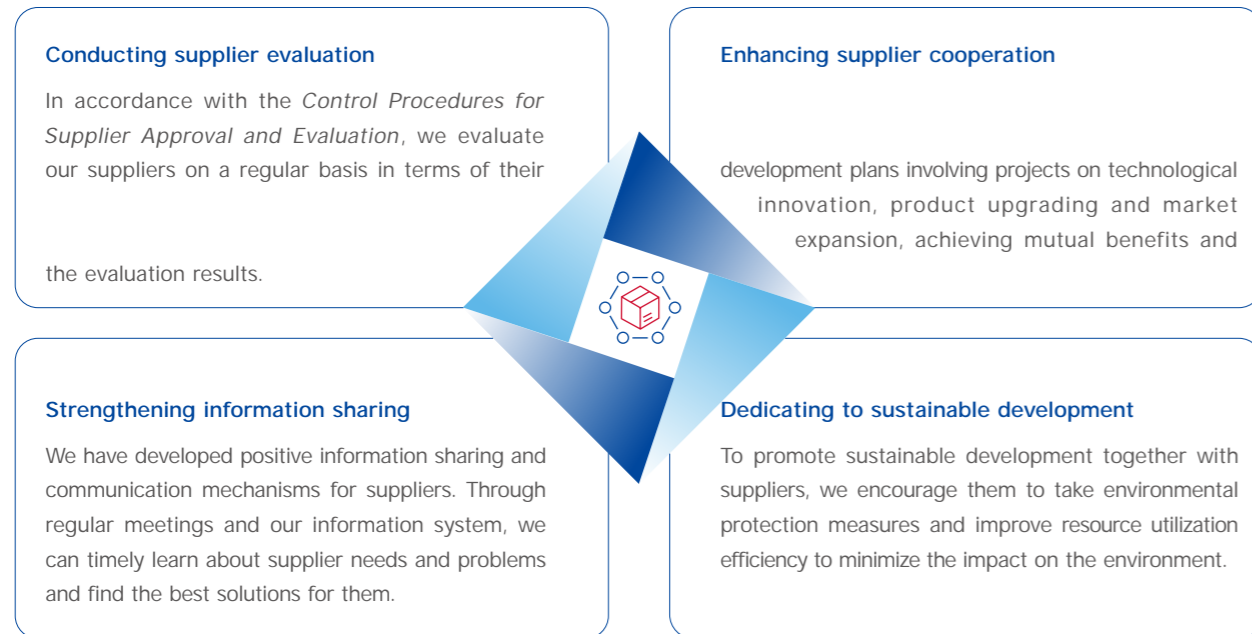 Conducting supplier evaluation
In accordance with the Control Procedures for
Supplier Approval and Evaluation, we evaluate
our suppliers on a regular basis in terms of their
the evaluation results.
Enhancing supplier cooperation
development plans involving projects on technological
innovation, product upgrading and market
expansion, achieving mutual benefits and
Strengthening information sharing
We have developed positive information sharing and
communication mechanisms for suppliers. Through
regular meetings and our information system, we
can timely learn about supplier needs and problems
and find the best solutions for them.
Dedicating to sustainable development
To promote sustainable development together with
suppliers, we encourage them to take environmental
protection measures and improve resource utilization
efficiency to minimize the impact on the environment.